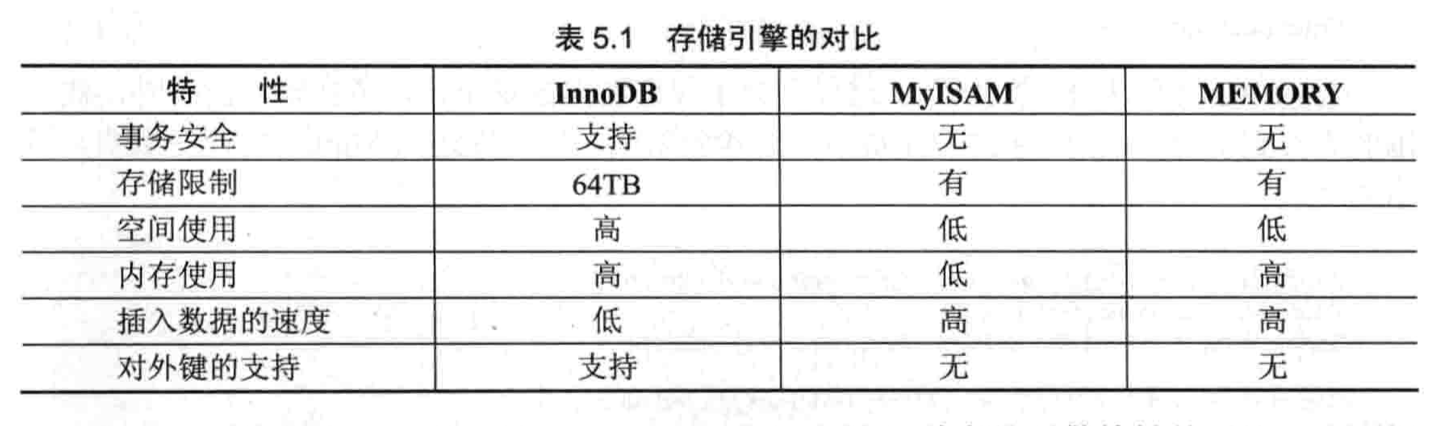 表 5.1 存储引擎的对比
特 性 InnoDB MyISAM MEMORY
事务安全 支持 无 无
存储限制 64TB 有 有
空间使用 高 低 低
内存使用 高 低 高
插入数据的速度 低 高 高
对外键的支持 支持 无 无